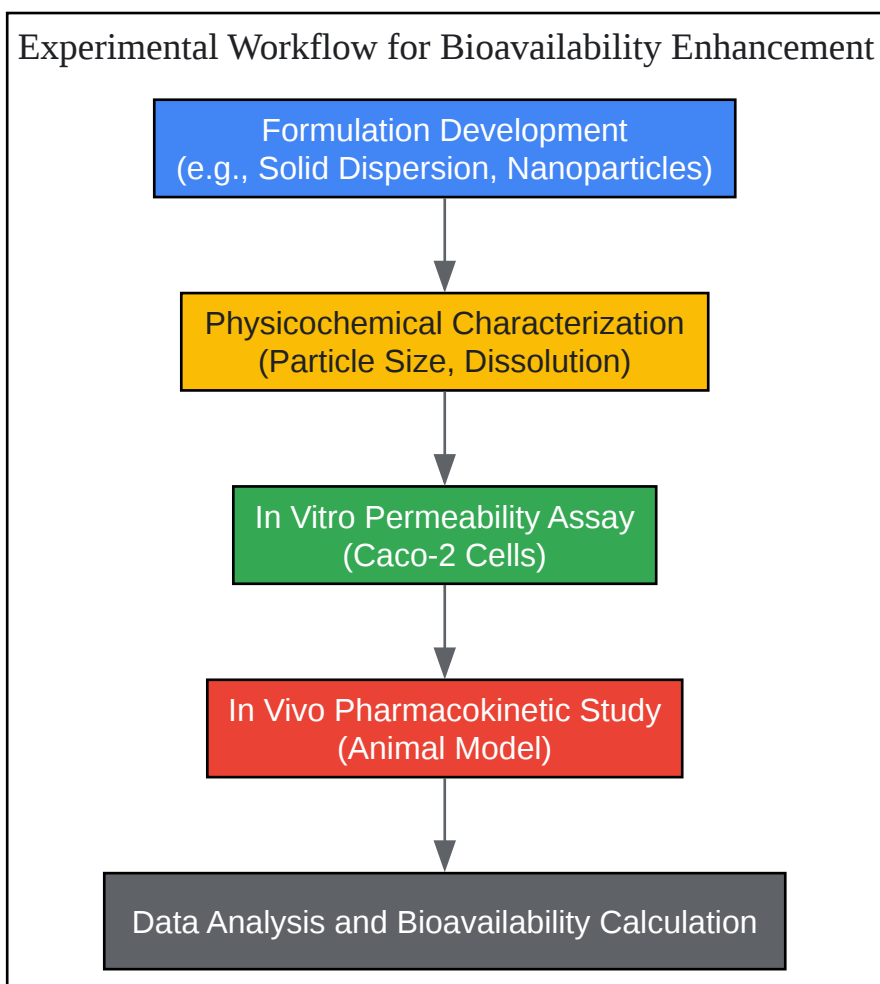 Experimental Workflow for Bioavailability Enhancement
Formulation Development
(e.g., Solid Dispersion, Nanoparticles)
Physicochemical Characterization
(Particle Size, Dissolution)
In Vitro Permeability Assay
(Caco-2 Cells)
In Vivo Pharmacokinetic Study
(Animal Model)
Data Analysis and Bioavailability Calculation